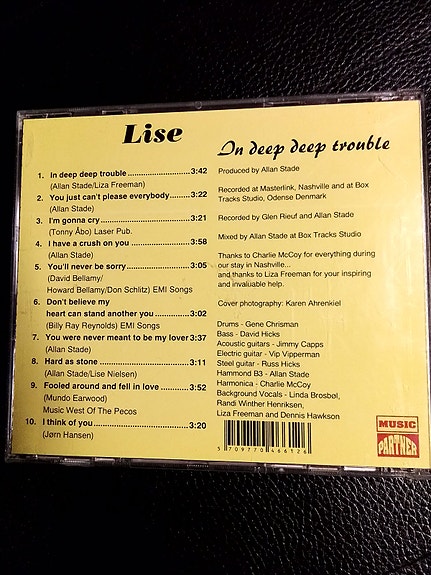 Lise
In deep deep trouble
1. In deep deep trouble ......................3:42
(Allan Stade/Liza Freeman)
2. You just can't please everybody........3:22
(Allan Stade)
3. I'm gonna cry................................3:21
(Tonny Åbo) Laser Pub.
4. I have a crush on you ....................3:58
(Allan Stade)
5. You'll never be sorry.......................3:05
(David Bellamy/
Howard Bellamy/Don Schlitz) EMI Songs
6. Don't believe my
heart can stand another you ............3:02
(Billy Ray Reynolds) EMI Songs
7. You were never meant to be my lover3:37
(Allan Stade)
8. Hard as stone ................................3:11
(Allan Stade/Lise Nielsen)
9. Fooled around and fell in love .........3:52
(Mundo Earwood)
Music West Of The Pecos
10. I think of you................................3:20
(Jørn Hansen)
Produced by Allan Stade
Recorded at Masterlink, Nashville and at Box
Tracks Studio, Odense Denmark
Recorded by Glen Rieuf and Allan Stade
Mixed by Allan Stade at Box Tracks Studio
Thanks to Charlie McCoy for everything during
our stay in Nashville...
and thanks to Liza Freeman for your inspiring
and invaluable help.
Cover photography: Karen Ahrenkiel
Drums - Gene Chrisman
Bass - David Hicks
Acoustic guitars - Jimmy Capps
Electric guitar - Vip Vipperman
Steel guitar - Russ Hicks
Hammond B3 - Allan Stade
Harmonica - Charlie McCoy
Background Vocals - Linda Brosbøl,
Randi Winther Henriksen,
Liza Freeman and Dennis Hawkson
5 709770 466126
MUSIC
PARTNER